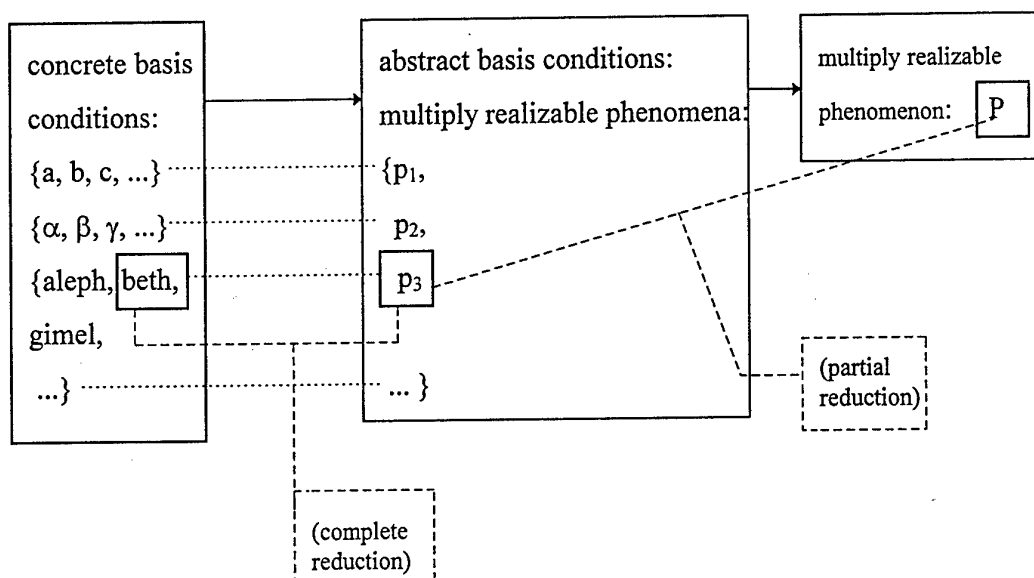 concrete basis
conditions:
{a, b, c, ...}
{α, β, γ, ...}
{aleph, beth,
gimel,
...}
abstract basis conditions:
multiply realizable phenomena:
{p₁,
p₂,
p₃
... }
multiply realizable
phenomenon: P
(partial
reduction)
(complete
reduction)